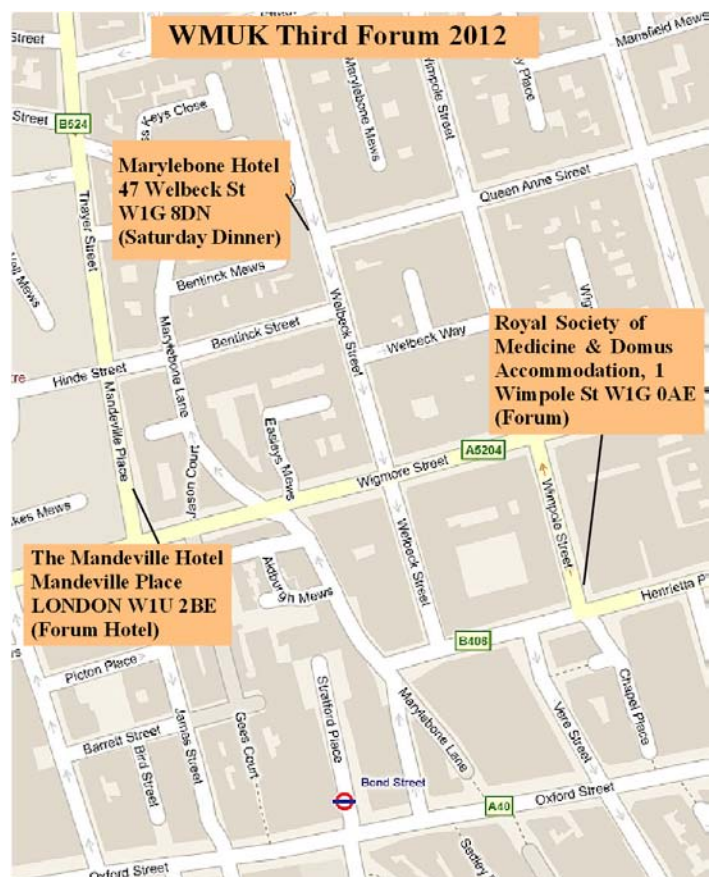 WMUK Third Forum 2012
Street
Mansfield Mews
Wimpole Street
Marylebone Mews
Keys Close
Street
B524
Marylebone Hotel
47 Welbeck St
W1G 8DN
(Saturday Dinner)
Queen Anne Street
Thayer Street
Mews
Bentinck Mews
Welbeck Street
Marylebone Lane
Bentinck Street
Welbeck Way
Royal Society of
Medicine & Domus
Accommodation, 1
Wimpole St W1G 0AE
(Forum)
Hinde Street
Mandeville Place
Easleys Mews
Jason Court
A5204
Wigmore Street
Wimpole Street
Welbeck Street
The Mandeville Hotel
Mandeville Place
LONDON W1U 2BE
(Forum Hotel)
Aldburgh Mews
Henrietta P
B406
Picton Place
Stratford Place
Marylebone Lane
Vere Street
Chapel Place
James Street
Gees Court
Barrett Street
Bird Street
Bond Street
A40
Oxford Street
Oxford Street